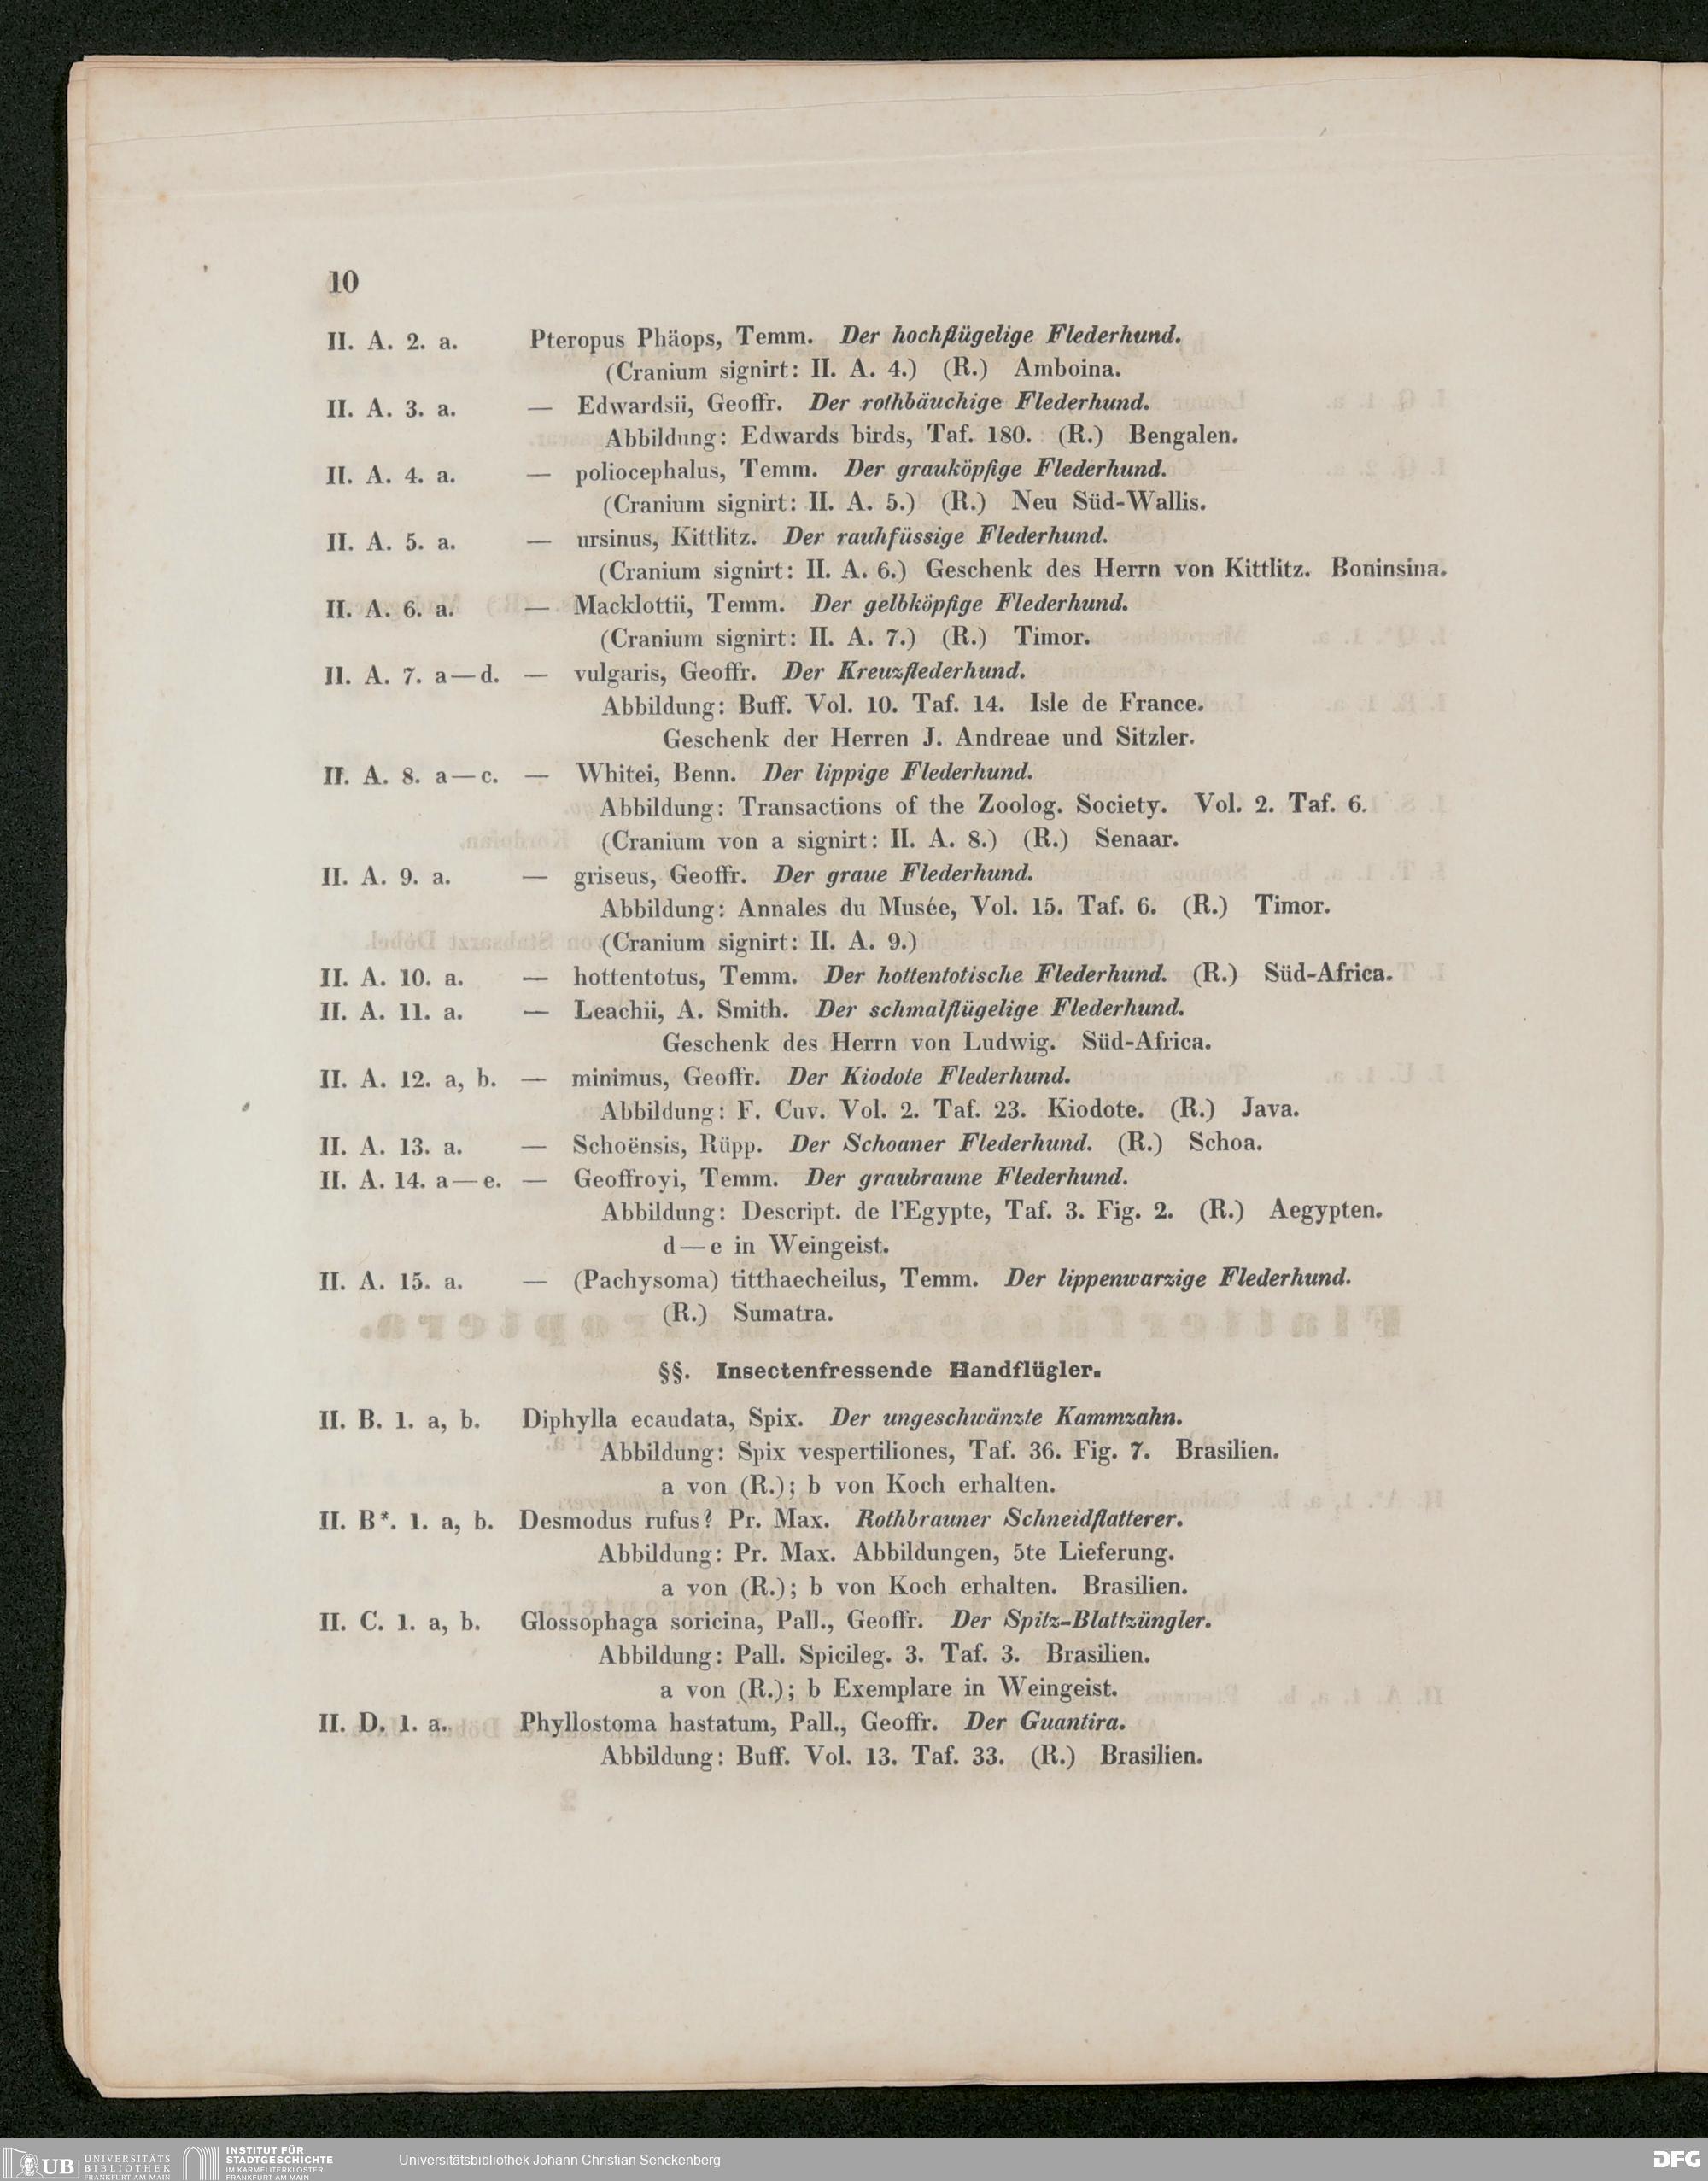 10
II. A. 2. a. Pteropus Phäops, Temm. Der hochflügelige Flederhund.
(Cranium signirt: II. A. 4.) (R.) Amboina.
II. A. 3. a. — Edwardsii, Geoffr. Der rothbäuchige Flederhund.
Abbildung: Edwards birds, Taf. 180. (R.) Bengalen.
II. A. 4. a. — poliocephalus, Temm. Der grauköpfige Flederhund.
(Cranium signirt: II. A. 5.) (R.) Neu Süd-Wallis.
II. A. 5. a. — ursinus, Kittlitz. Der rauhfüssige Flederhund.
(Cranium signirt: II. A. 6.) Geschenk des Herrn von Kittlitz. Boninsina.
II. A. 6. a. — Macklottii, Temm. Der gelbköpfige Flederhund.
(Cranium signirt: II. A. 7.) (R.) Timor.
II. A. 7. a—d. — vulgaris, Geoffr. Der Kreuzflederhund.
Abbildung: Buff. Vol. 10. Taf. 14. Isle de France.
Geschenk der Herren J. Andreae und Sitzler.
II. A. 8. a—c. — Whitei, Benn. Der lippige Flederhund.
Abbildung: Transactions of the Zoolog. Society. Vol. 2. Taf. 6.
(Cranium von a signirt: II. A. 8.) (R.) Senaar.
II. A. 9. a. — griseus, Geoffr. Der graue Flederhund.
Abbildung: Annales du Musée, Vol. 15. Taf. 6. (R.) Timor.
(Cranium signirt: II. A. 9.)
II. A. 10. a. — hottentotus, Temm. Der hottentotische Flederhund. (R.) Süd-Africa.
II. A. 11. a. — Leachii, A. Smith. Der schmalflügelige Flederhund.
Geschenk des Herrn von Ludwig. Süd-Africa.
II. A. 12. a, b. — minimus, Geoffr. Der Kiodote Flederhund.
Abbildung: F. Cuv. Vol. 2. Taf. 23. Kiodote. (R.) Java.
II. A. 13. a. — Schoënsis, Rüpp. Der Schoaner Flederhund. (R.) Schoa.
II. A. 14. a—e. — Geoffroyi, Temm. Der graubraune Flederhund.
Abbildung: Descript. de l'Egypte, Taf. 3. Fig. 2. (R.) Aegypten.
d—e in Weingeist.
II. A. 15. a. — (Pachysoma) titthaecheilus, Temm. Der lippenwarzige Flederhund.
(R.) Sumatra.
§§. Insectenfressende Handflügler.
II. B. 1. a, b. Diphylla ecaudata, Spix. Der ungeschwänzte Kammzahn.
Abbildung: Spix vespertiliones, Taf. 36. Fig. 7. Brasilien.
a von (R.); b von Koch erhalten.
II. B*. 1. a, b. Desmodus rufus? Pr. Max. Rothbrauner Schneidflatterer.
Abbildung: Pr. Max. Abbildungen, 5te Lieferung.
a von (R.); b von Koch erhalten. Brasilien.
II. C. 1. a, b. Glossophaga soricina, Pall., Geoffr. Der Spitz-Blattzüngler.
Abbildung: Pall. Spicileg. 3. Taf. 3. Brasilien.
a von (R.); b Exemplare in Weingeist.
II. D. 1. a. Phyllostoma hastatum, Pall., Geoffr. Der Guantira.
Abbildung: Buff. Vol. 13. Taf. 33. (R.) Brasilien.
UB UNIVERSITÄTS BIBLIOTHEK FRANKFURT AM MAIN
INSTITUT FÜR STADTGESCHICHTE IM KARMELITERKLOSTER FRANKFURT AM MAIN
Universitätsbibliothek Johann Christian Senckenberg
DFG